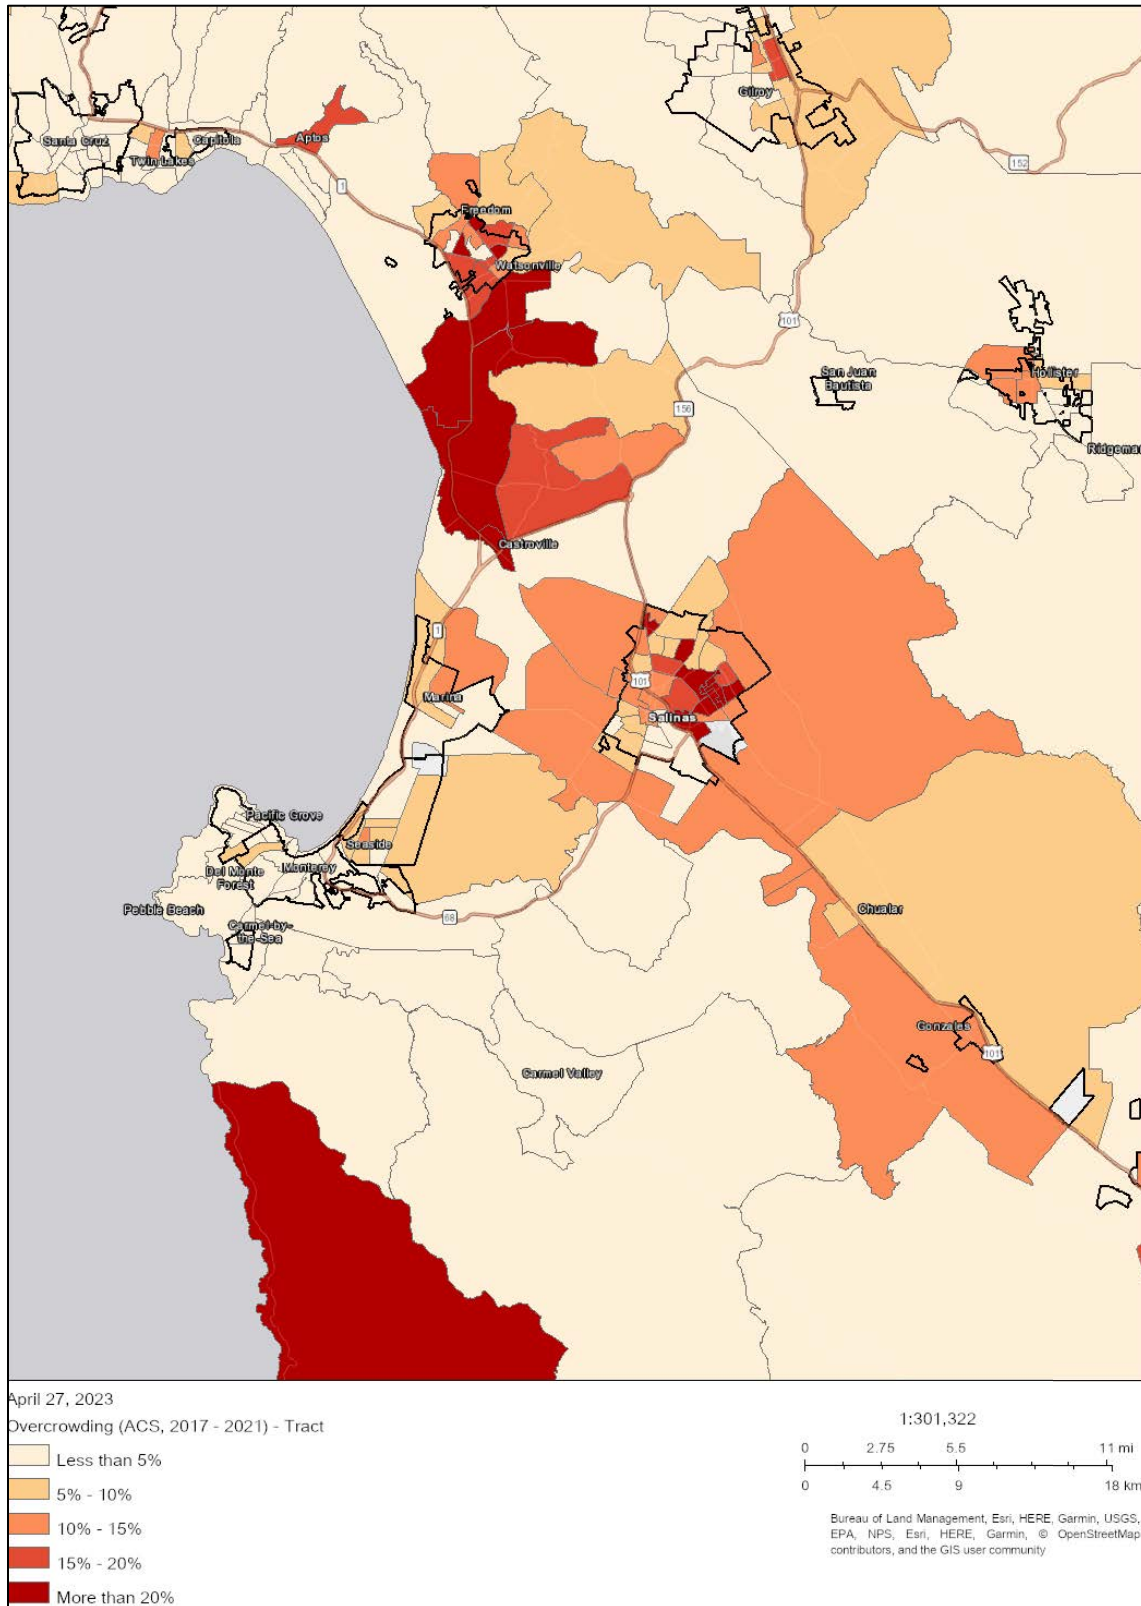 Gilroy
Santa Cruz
Capitola
Aptos
Twin Lakes
152
1
Freedom
Watsonville
101
San Juan
Bautista
Hollister
156
Ridgemar
Castroville
1
101
Marina
Salinas
Pacific Grove
Seaside
Del Monte
Forest
Monterey
Pebble Beach
68
Chualar
Carmel-by-
the-Sea
Gonzales
101
Carmel Valley
April 27, 2023
Overcrowding (ACS, 2017 - 2021) - Tract
Less than 5%
5% - 10%
10% - 15%
15% - 20%
More than 20%
1:301,322
0 2.75 5.5 11 mi
0 4.5 9 18 km
Bureau of Land Management, Esri, HERE, Garmin, USGS,
EPA, NPS, Esri, HERE, Garmin, © OpenStreetMap
contributors, and the GIS user community